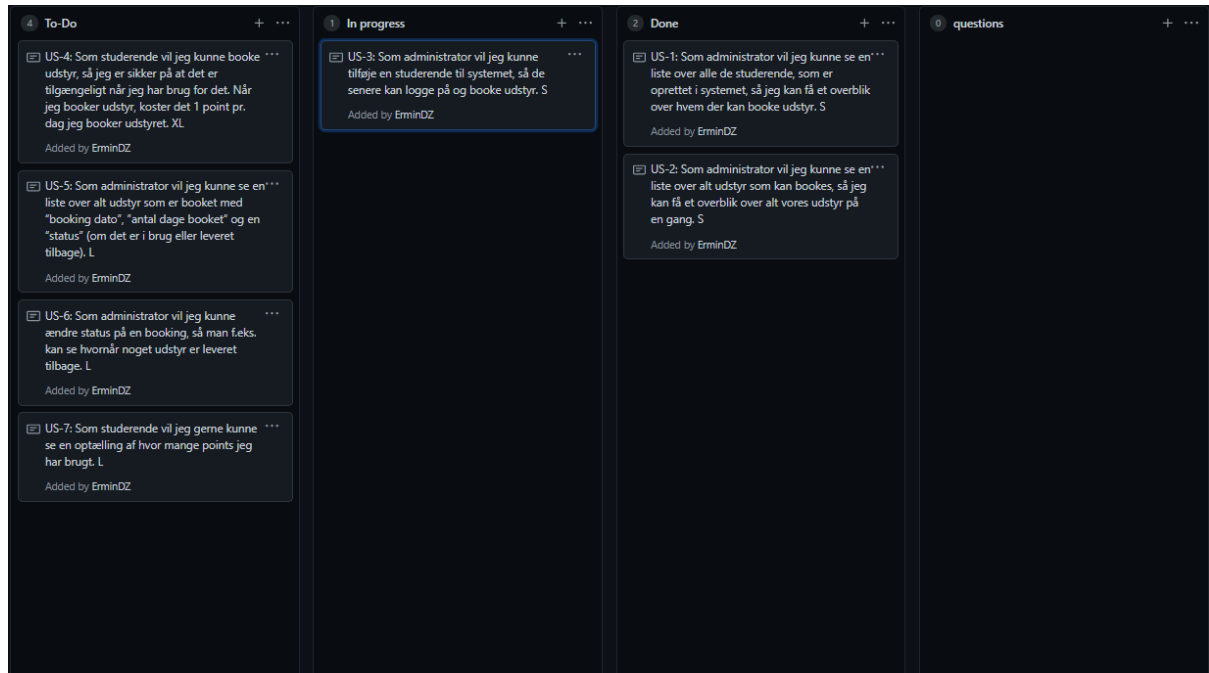 4 To-Do + ...
US-4: Som studerende vil jeg kunne booke ...
udstyr, så jeg er sikker på at det er
tilgængeligt når jeg har brug for det. Når
jeg booker udstyr, koster det 1 point pr.
dag jeg booker udstyret. XL
Added by ErminDZ
US-5: Som administrator vil jeg kunne se en ...
liste over alt udstyr som er booket med
“booking dato”, “antal dage booket” og en
“status” (om det er i brug eller leveret
tilbage). L
Added by ErminDZ
US-6: Som administrator vil jeg kunne ...
ændre status på en booking, så man f.eks.
kan se hvornår noget udstyr er leveret
tilbage. L
Added by ErminDZ
US-7: Som studerende vil jeg gerne kunne ...
se en optælling af hvor mange points jeg
har brugt. L
Added by ErminDZ
1 In progress + ...
US-3: Som administrator vil jeg kunne ...
tilføje en studerende til systemet, så de
senere kan logge på og booke udstyr. S
Added by ErminDZ
2 Done + ...
US-1: Som administrator vil jeg kunne se en ...
liste over alle de studerende, som er
oprettet i systemet, så jeg kan få et overblik
over hvem der kan booke udstyr. S
Added by ErminDZ
US-2: Som administrator vil jeg kunne se en ...
liste over alt udstyr som kan bookes, så jeg
kan få et overblik over alt vores udstyr på
en gang. S
Added by ErminDZ
0 questions + ...